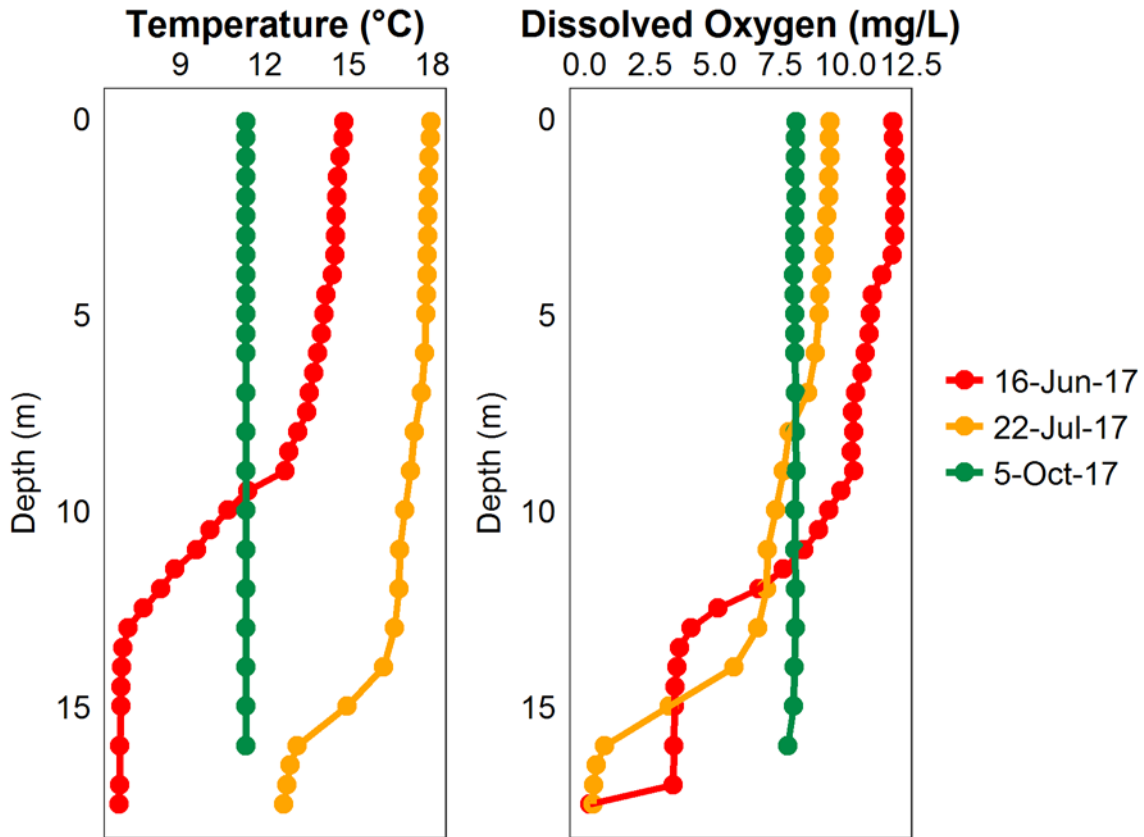 Temperature (°C)
9 12 15 18
0
5
10
15
Depth (m)
Dissolved Oxygen (mg/L)
0.0 2.5 5.0 7.5 10.0 12.5
0
5
10
15
Depth (m)
16-Jun-17
22-Jul-17
5-Oct-17